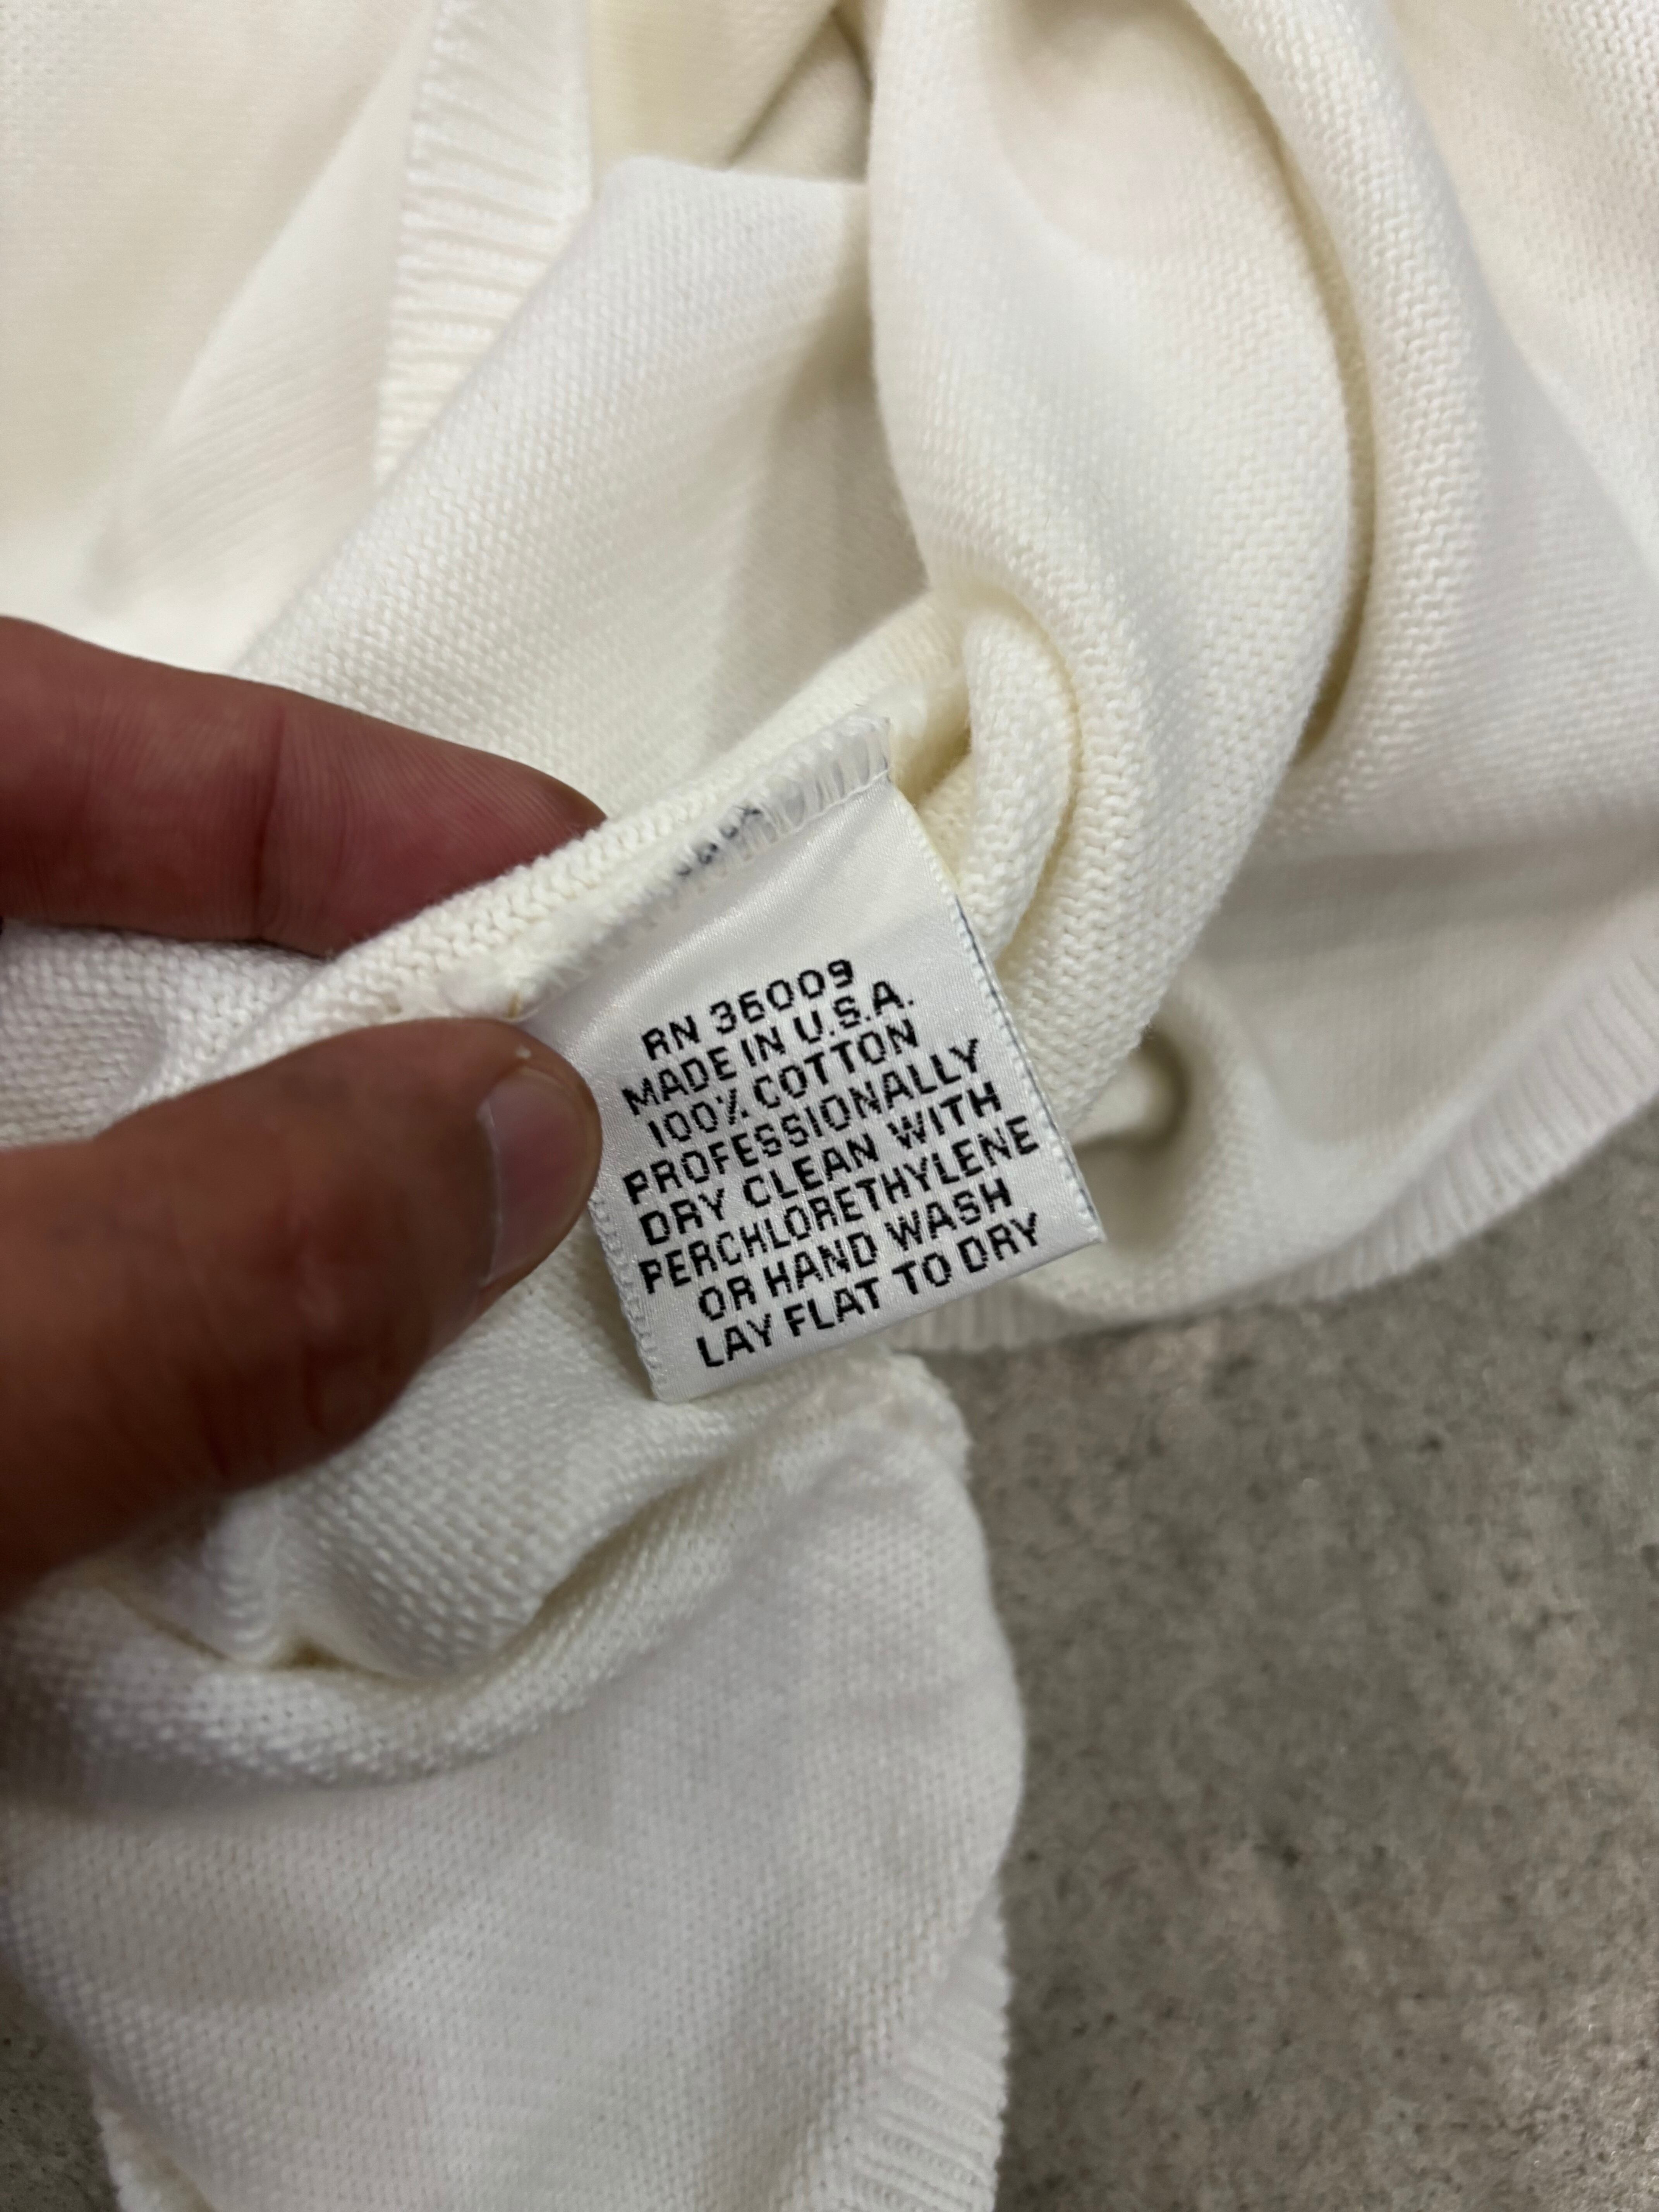 RN 36009
MADE IN U.S.A.
100% COTTON
PROFESSIONALLY
DRY CLEAN WITH
PERCHLORETHYLENE
OR HAND WASH
LAY FLAT TO DRY